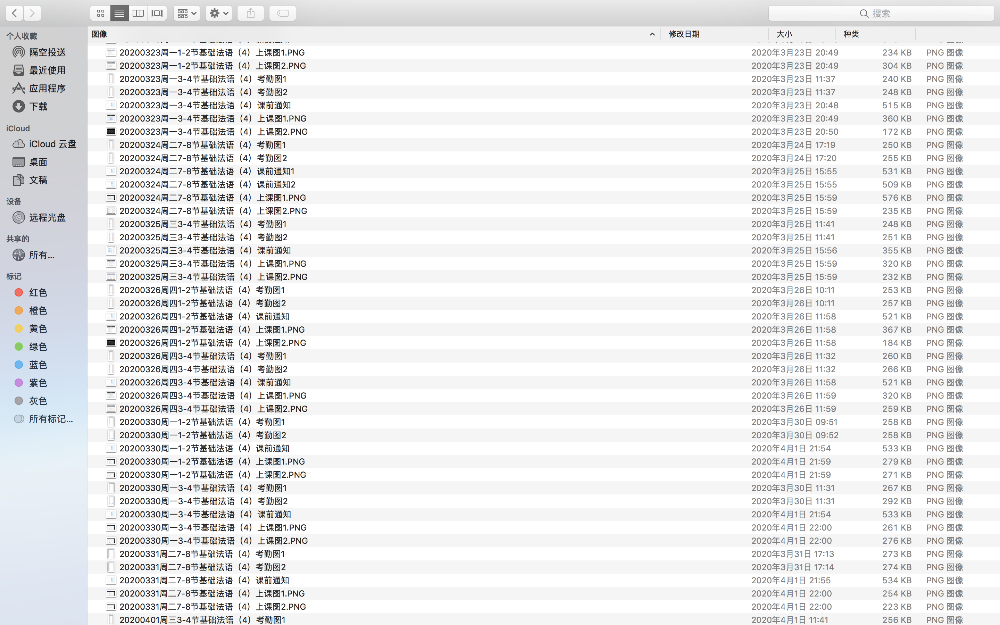 搜索
个人收藏
隔空投送
最近使用
应用程序
下载
iCloud
iCloud 云盘
桌面
文稿
设备
远程光盘
共享的
所有...
标记
红色
橙色
黄色
绿色
蓝色
紫色
灰色
所有标记...
图像 修改日期 大小 种类
20200323周一1-2节基础法语（4）上课图1.PNG 2020年3月23日 20:49 234 KB PNG 图像
20200323周一1-2节基础法语（4）上课图2.PNG 2020年3月23日 20:49 304 KB PNG 图像
20200323周一3-4节基础法语（4）考勤图1 2020年3月23日 11:37 240 KB PNG 图像
20200323周一3-4节基础法语（4）考勤图2 2020年3月23日 11:37 248 KB PNG 图像
20200323周一3-4节基础法语（4）课前通知 2020年3月23日 20:48 515 KB PNG 图像
20200323周一3-4节基础法语（4）上课图1.PNG 2020年3月23日 20:49 360 KB PNG 图像
20200323周一3-4节基础法语（4）上课图2.PNG 2020年3月23日 20:50 172 KB PNG 图像
20200324周二7-8节基础法语（4）考勤图1 2020年3月24日 17:19 250 KB PNG 图像
20200324周二7-8节基础法语（4）考勤图2 2020年3月24日 17:20 255 KB PNG 图像
20200324周二7-8节基础法语（4）课前通知1 2020年3月25日 15:55 531 KB PNG 图像
20200324周二7-8节基础法语（4）课前通知2 2020年3月25日 15:55 509 KB PNG 图像
20200324周二7-8节基础法语（4）上课图1.PNG 2020年3月25日 15:59 576 KB PNG 图像
20200324周二7-8节基础法语（4）上课图2.PNG 2020年3月25日 15:59 235 KB PNG 图像
20200325周三3-4节基础法语（4）考勤图1 2020年3月25日 11:41 248 KB PNG 图像
20200325周三3-4节基础法语（4）考勤图2 2020年3月25日 11:41 251 KB PNG 图像
20200325周三3-4节基础法语（4）课前通知 2020年3月25日 15:56 355 KB PNG 图像
20200325周三3-4节基础法语（4）上课图1.PNG 2020年3月25日 15:59 320 KB PNG 图像
20200325周三3-4节基础法语（4）上课图2.PNG 2020年3月25日 15:59 232 KB PNG 图像
20200326周四1-2节基础法语（4）考勤图1 2020年3月26日 10:11 253 KB PNG 图像
20200326周四1-2节基础法语（4）考勤图2 2020年3月26日 10:11 257 KB PNG 图像
20200326周四1-2节基础法语（4）课前通知 2020年3月26日 11:58 521 KB PNG 图像
20200326周四1-2节基础法语（4）上课图1.PNG 2020年3月26日 11:58 367 KB PNG 图像
20200326周四1-2节基础法语（4）上课图2.PNG 2020年3月26日 11:58 184 KB PNG 图像
20200326周四3-4节基础法语（4）考勤图1 2020年3月26日 11:32 260 KB PNG 图像
20200326周四3-4节基础法语（4）考勤图2 2020年3月26日 11:32 266 KB PNG 图像
20200326周四3-4节基础法语（4）课前通知 2020年3月26日 11:58 521 KB PNG 图像
20200326周四3-4节基础法语（4）上课图1.PNG 2020年3月26日 11:59 320 KB PNG 图像
20200326周四3-4节基础法语（4）上课图2.PNG 2020年3月26日 11:59 259 KB PNG 图像
20200330周一1-2节基础法语（4）考勤图1 2020年3月30日 09:51 258 KB PNG 图像
20200330周一1-2节基础法语（4）考勤图2 2020年3月30日 09:52 258 KB PNG 图像
20200330周一1-2节基础法语（4）课前通知 2020年4月1日 21:54 533 KB PNG 图像
20200330周一1-2节基础法语（4）上课图1.PNG 2020年4月1日 21:59 279 KB PNG 图像
20200330周一1-2节基础法语（4）上课图2.PNG 2020年4月1日 21:59 271 KB PNG 图像
20200330周一3-4节基础法语（4）考勤图1 2020年3月30日 11:31 267 KB PNG 图像
20200330周一3-4节基础法语（4）考勤图2 2020年3月30日 11:31 292 KB PNG 图像
20200330周一3-4节基础法语（4）课前通知 2020年4月1日 21:54 533 KB PNG 图像
20200330周一3-4节基础法语（4）上课图1.PNG 2020年4月1日 22:00 261 KB PNG 图像
20200330周一3-4节基础法语（4）上课图2.PNG 2020年4月1日 22:00 276 KB PNG 图像
20200331周二7-8节基础法语（4）考勤图1 2020年3月31日 17:13 273 KB PNG 图像
20200331周二7-8节基础法语（4）考勤图2 2020年3月31日 17:14 274 KB PNG 图像
20200331周二7-8节基础法语（4）课前通知 2020年4月1日 21:55 534 KB PNG 图像
20200331周二7-8节基础法语（4）上课图1.PNG 2020年4月1日 22:00 254 KB PNG 图像
20200331周二7-8节基础法语（4）上课图2.PNG 2020年4月1日 22:00 223 KB PNG 图像
20200401周三3-4节基础法语（4）考勤图1 2020年4月1日 11:41 256 KB PNG 图像